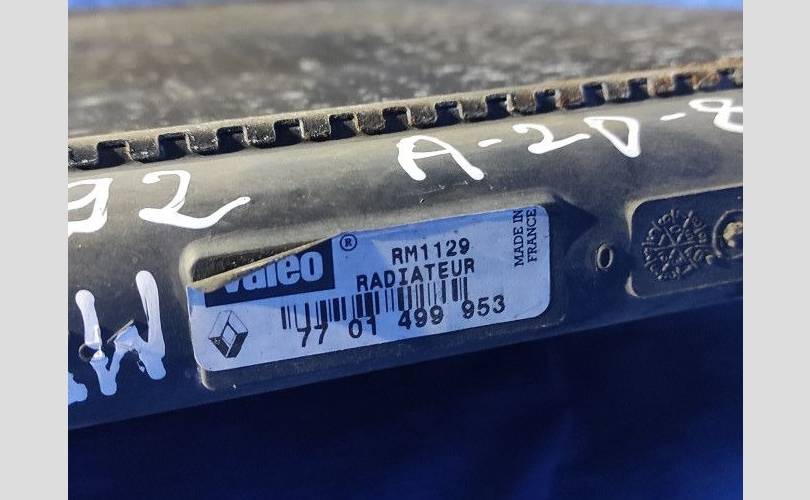 92
A-20-8
W
Valeo ®
RM1129
RADIATEUR
MADE IN
FRANCE
77 01 499 953